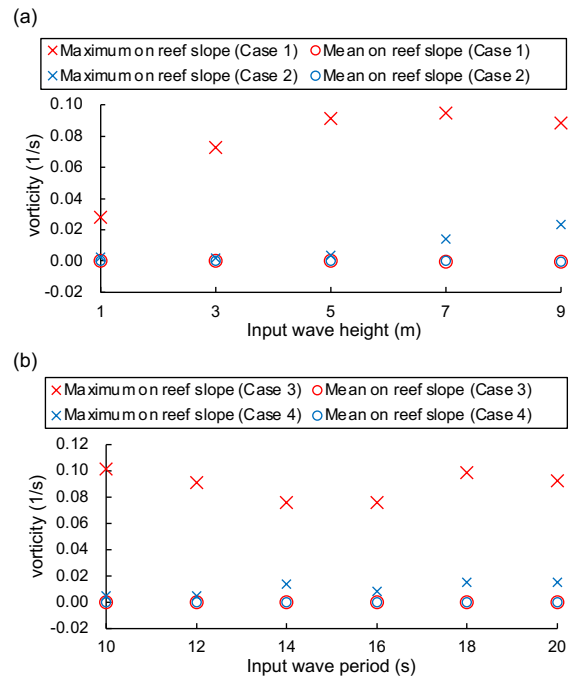 (a)
Maximum on reef slope (Case 1) Mean on reef slope (Case 1)
Maximum on reef slope (Case 2) Mean on reef slope (Case 2)
0.10
0.08
0.06
0.04
0.02
0.00
-0.02
vorticity (1/s)
1 3 5 7 9
Input wave height (m)
(b)
Maximum on reef slope (Case 3) Mean on reef slope (Case 3)
Maximum on reef slope (Case 4) Mean on reef slope (Case 4)
0.12
0.10
0.08
0.06
0.04
0.02
0.00
-0.02
vorticity (1/s)
10 12 14 16 18 20
Input wave period (s)